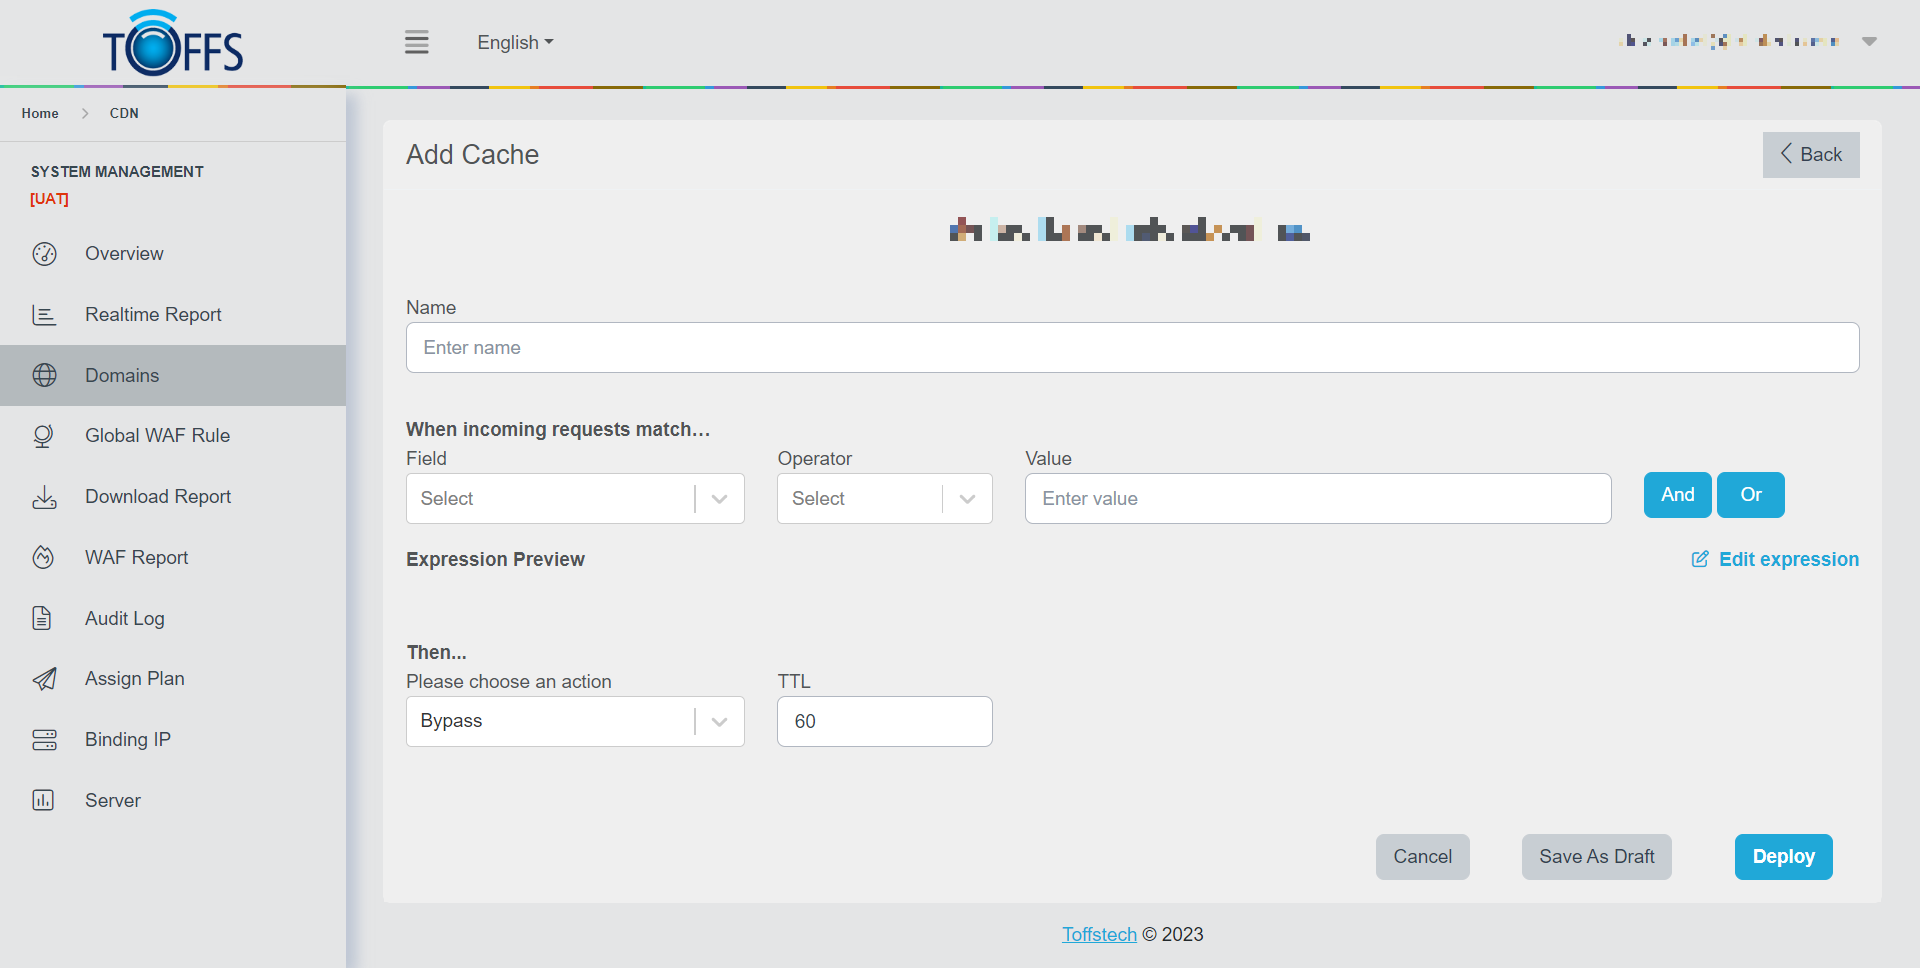 TOFFS
English
Home > CDN
SYSTEM MANAGEMENT
[UAT]
Overview
Realtime Report
Domains
Global WAF Rule
Download Report
WAF Report
Audit Log
Assign Plan
Binding IP
Server
Add Cache
Back
Name
Enter name
When incoming requests match...
Field Operator Value
Select Select Enter value And Or
Expression Preview Edit expression
Then...
Please choose an action TTL
Bypass 60
Cancel Save As Draft Deploy
Toffstech © 2023